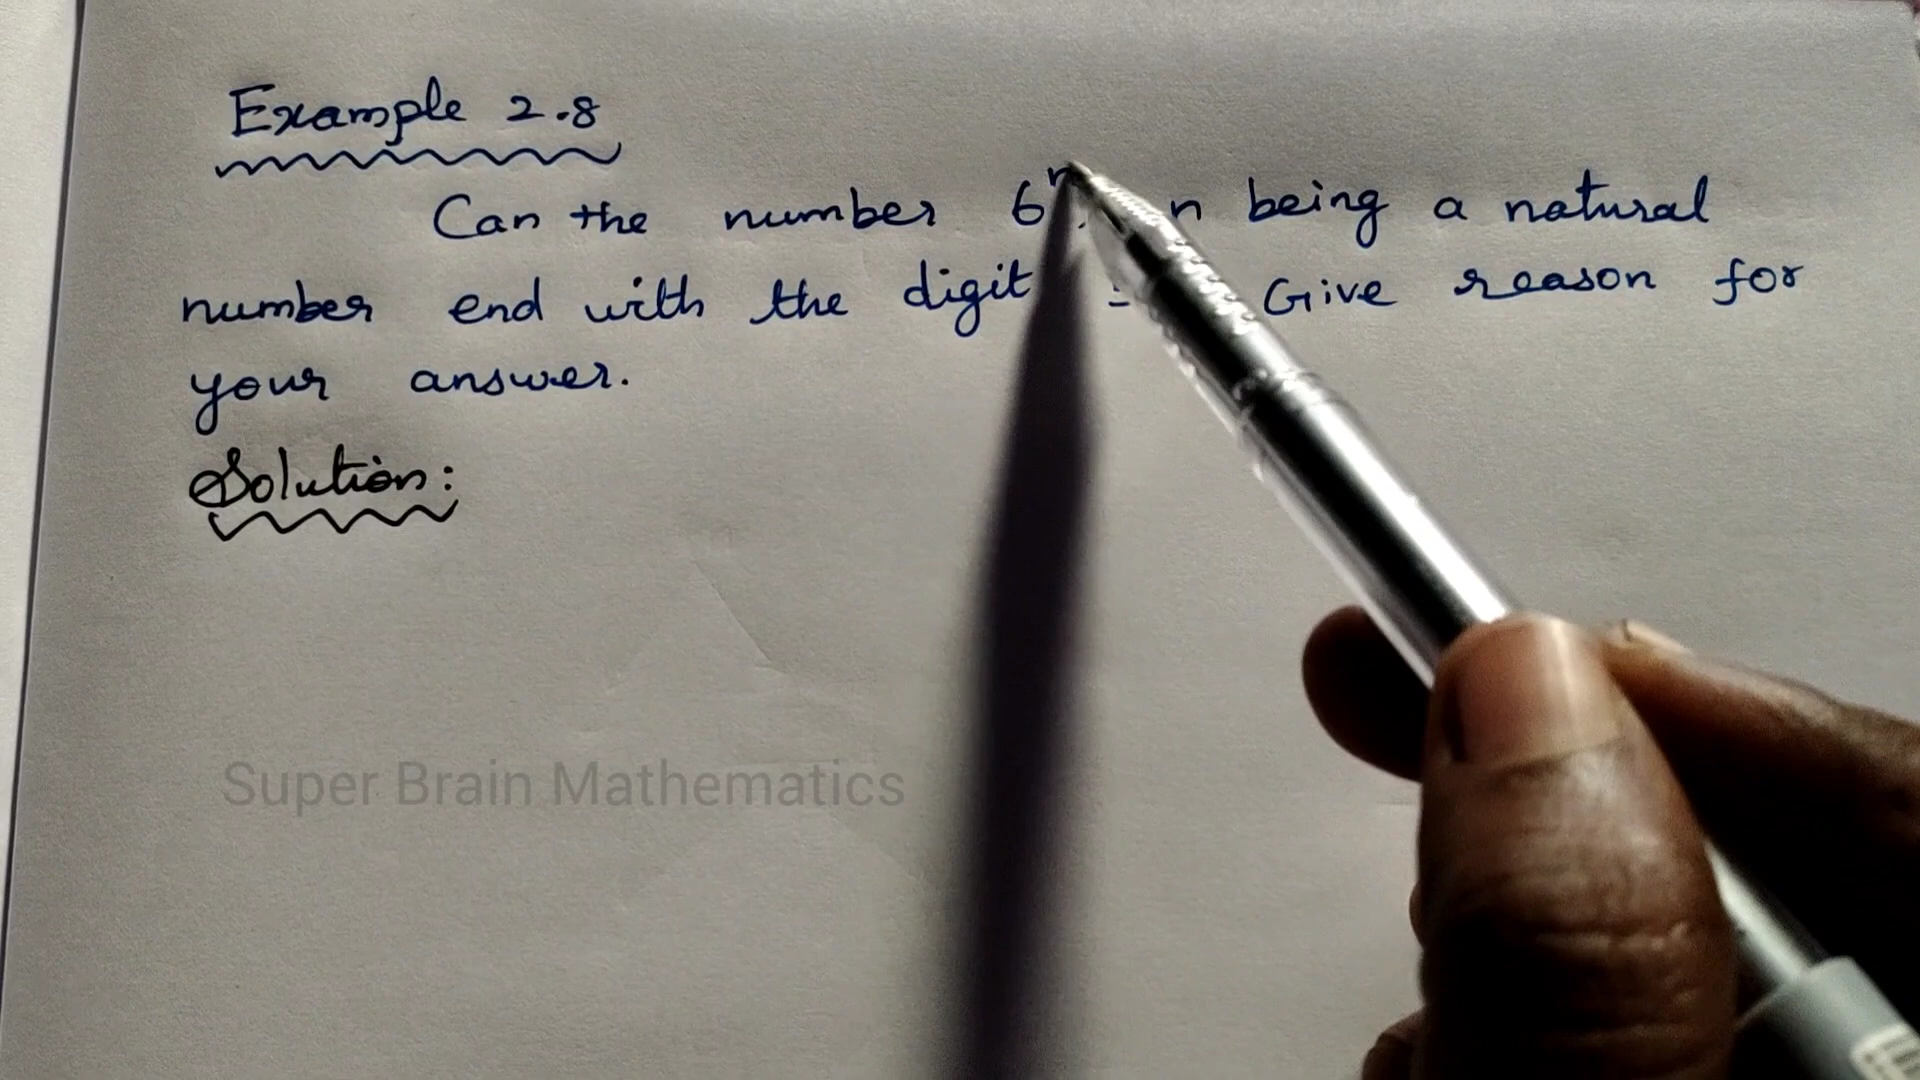 Example 2.8
Can the number 6ⁿ, n being a natural
number end with the digit Give reason for
your answer.
Solution:
Super Brain Mathematics